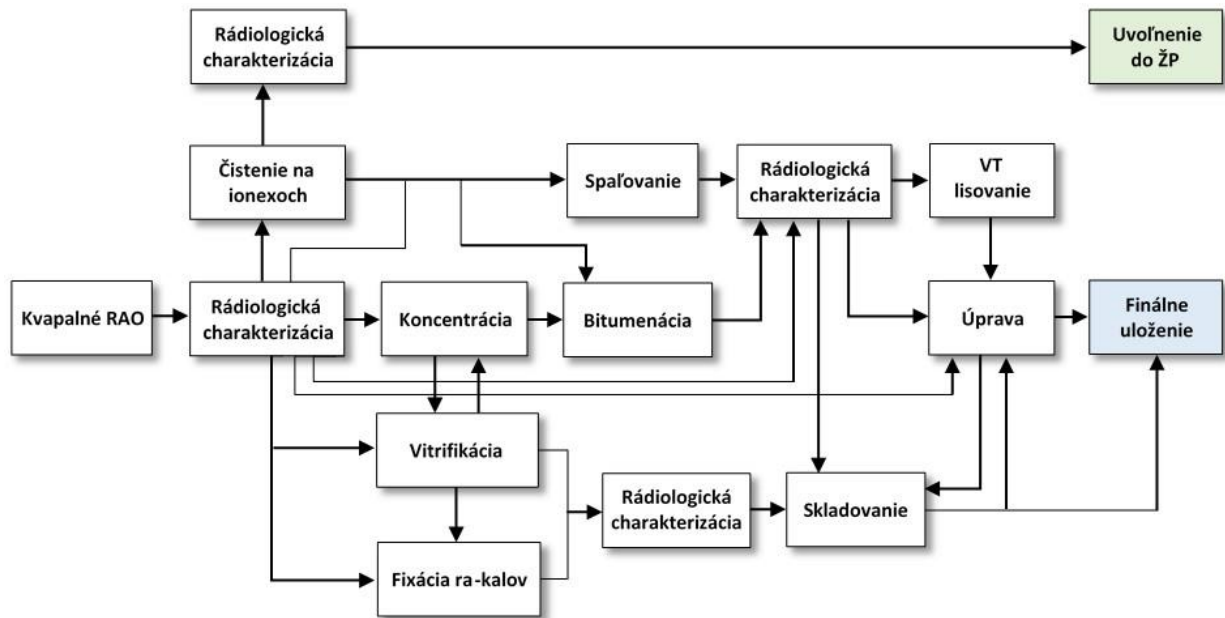 Rádiologická
charakterizácia
Uvoľnenie
do ŽP
Čistenie na
ionexoch
Spaľovanie
Rádiologická
charakterizácia
VT
lisovanie
Kvapalné RAO
Rádiologická
charakterizácia
Koncentrácia
Bitumenácia
Úprava
Finálne
uloženie
Vitrifikácia
Rádiologická
charakterizácia
Skladovanie
Fixácia ra-kalov